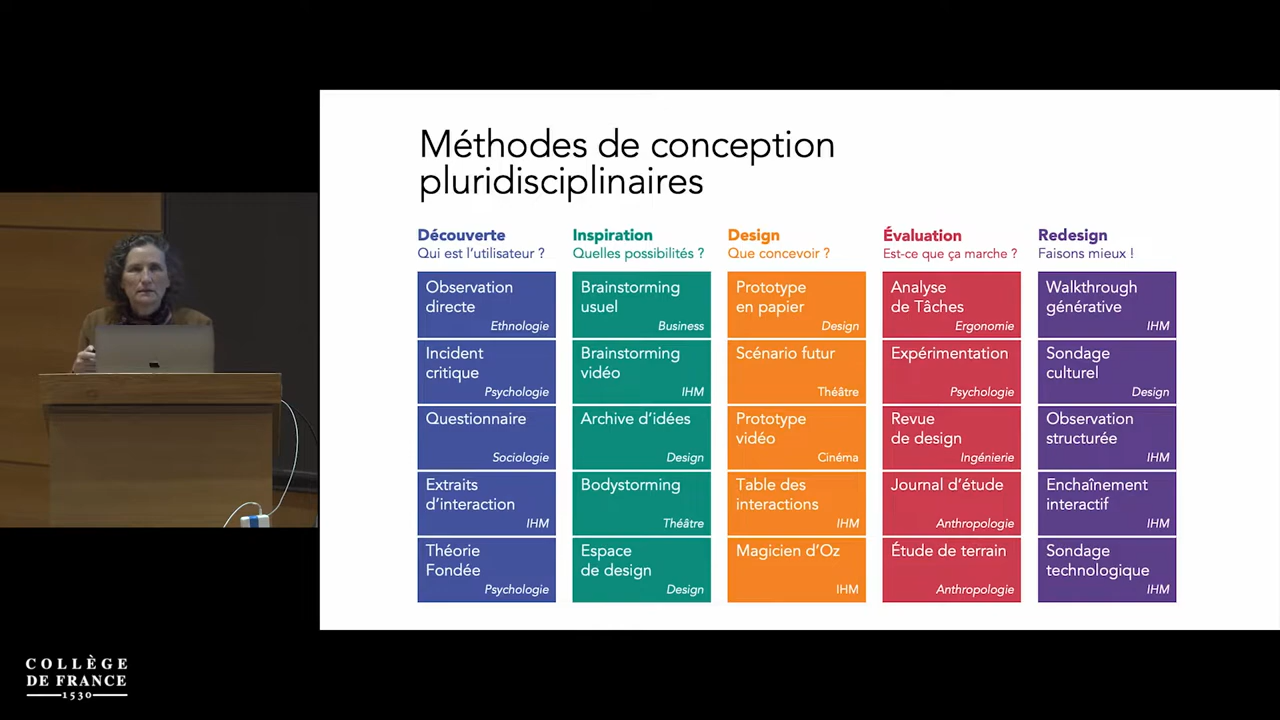 Méthodes de conception
pluridisciplinaires
Découverte
Qui est l'utilisateur ?
Observation
directe
Ethnologie
Incident
critique
Psychologie
Questionnaire
Sociologie
Extraits
d'interaction
IHM
Théorie
Fondée
Psychologie
Inspiration
Quelles possibilités ?
Brainstorming
usuel
Business
Brainstorming
vidéo
IHM
Archive d'idées
Design
Bodystorming
Théâtre
Espace
de design
Design
Design
Que concevoir ?
Prototype
en papier
Design
Scénario futur
Théâtre
Prototype
vidéo
Cinéma
Table des
interactions
IHM
Magicien d'Oz
IHM
Évaluation
Est-ce que ça marche ?
Analyse
de Tâches
Ergonomie
Expérimentation
Psychologie
Revue
de design
Ingénierie
Journal d'étude
Anthropologie
Étude de terrain
Anthropologie
Redesign
Faisons mieux !
Walkthrough
générative
IHM
Sondage
culturel
Design
Observation
structurée
IHM
Enchaînement
interactif
IHM
Sondage
technologique
IHM
COLLÈGE
DE FRANCE
1530